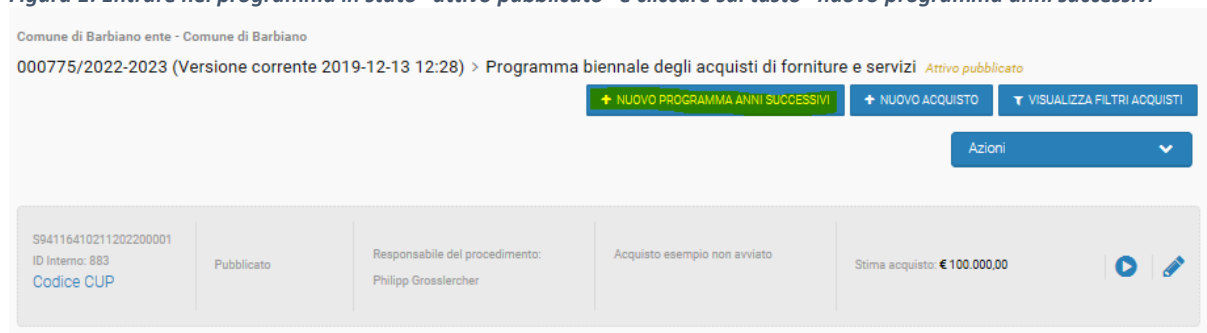 Figura 1: Entrare nel programma in stato "attivo pubblicato" e cliccare sul tasto "nuovo programma anni successivi"
Comune di Barbiano ente - Comune di Barbiano
000775/2022-2023 (Versione corrente 2019-12-13 12:28) > Programma biennale degli acquisti di forniture e servizi Attivo pubblicato
+ NUOVO PROGRAMMA ANNI SUCCESSIVI + NUOVO ACQUISTO VISUALIZZA FILTRI ACQUISTI
Azioni
S94116410211202200001
ID Interno: 883
Codice CUP
Pubblicato
Responsabile del procedimento:
Philipp Grosslercher
Acquisto esempio non avviato
Stima acquisto: € 100.000,00